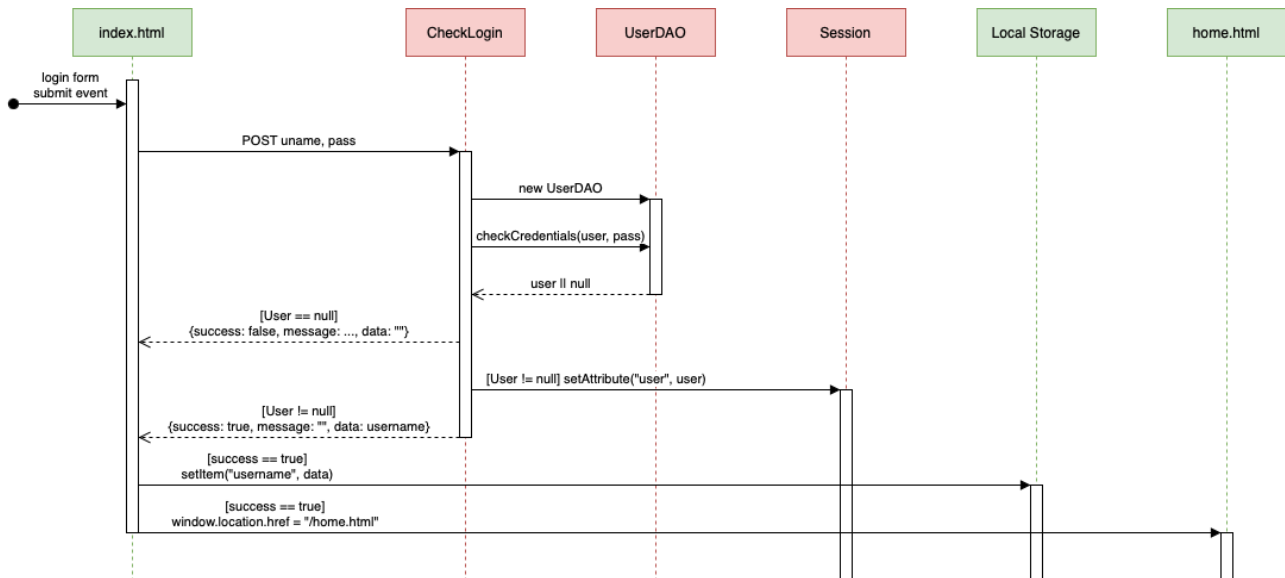 index.html
CheckLogin
UserDAO
Session
Local Storage
home.html
login form
submit event
POST uname, pass
new UserDAO
checkCredentials(user, pass)
user || null
[User == null]
{success: false, message: ..., data: ""}
[User != null] setAttribute("user", user)
[User != null]
{success: true, message: "", data: username}
[success == true]
setItem("username", data)
[success == true]
window.location.href = "/home.html"